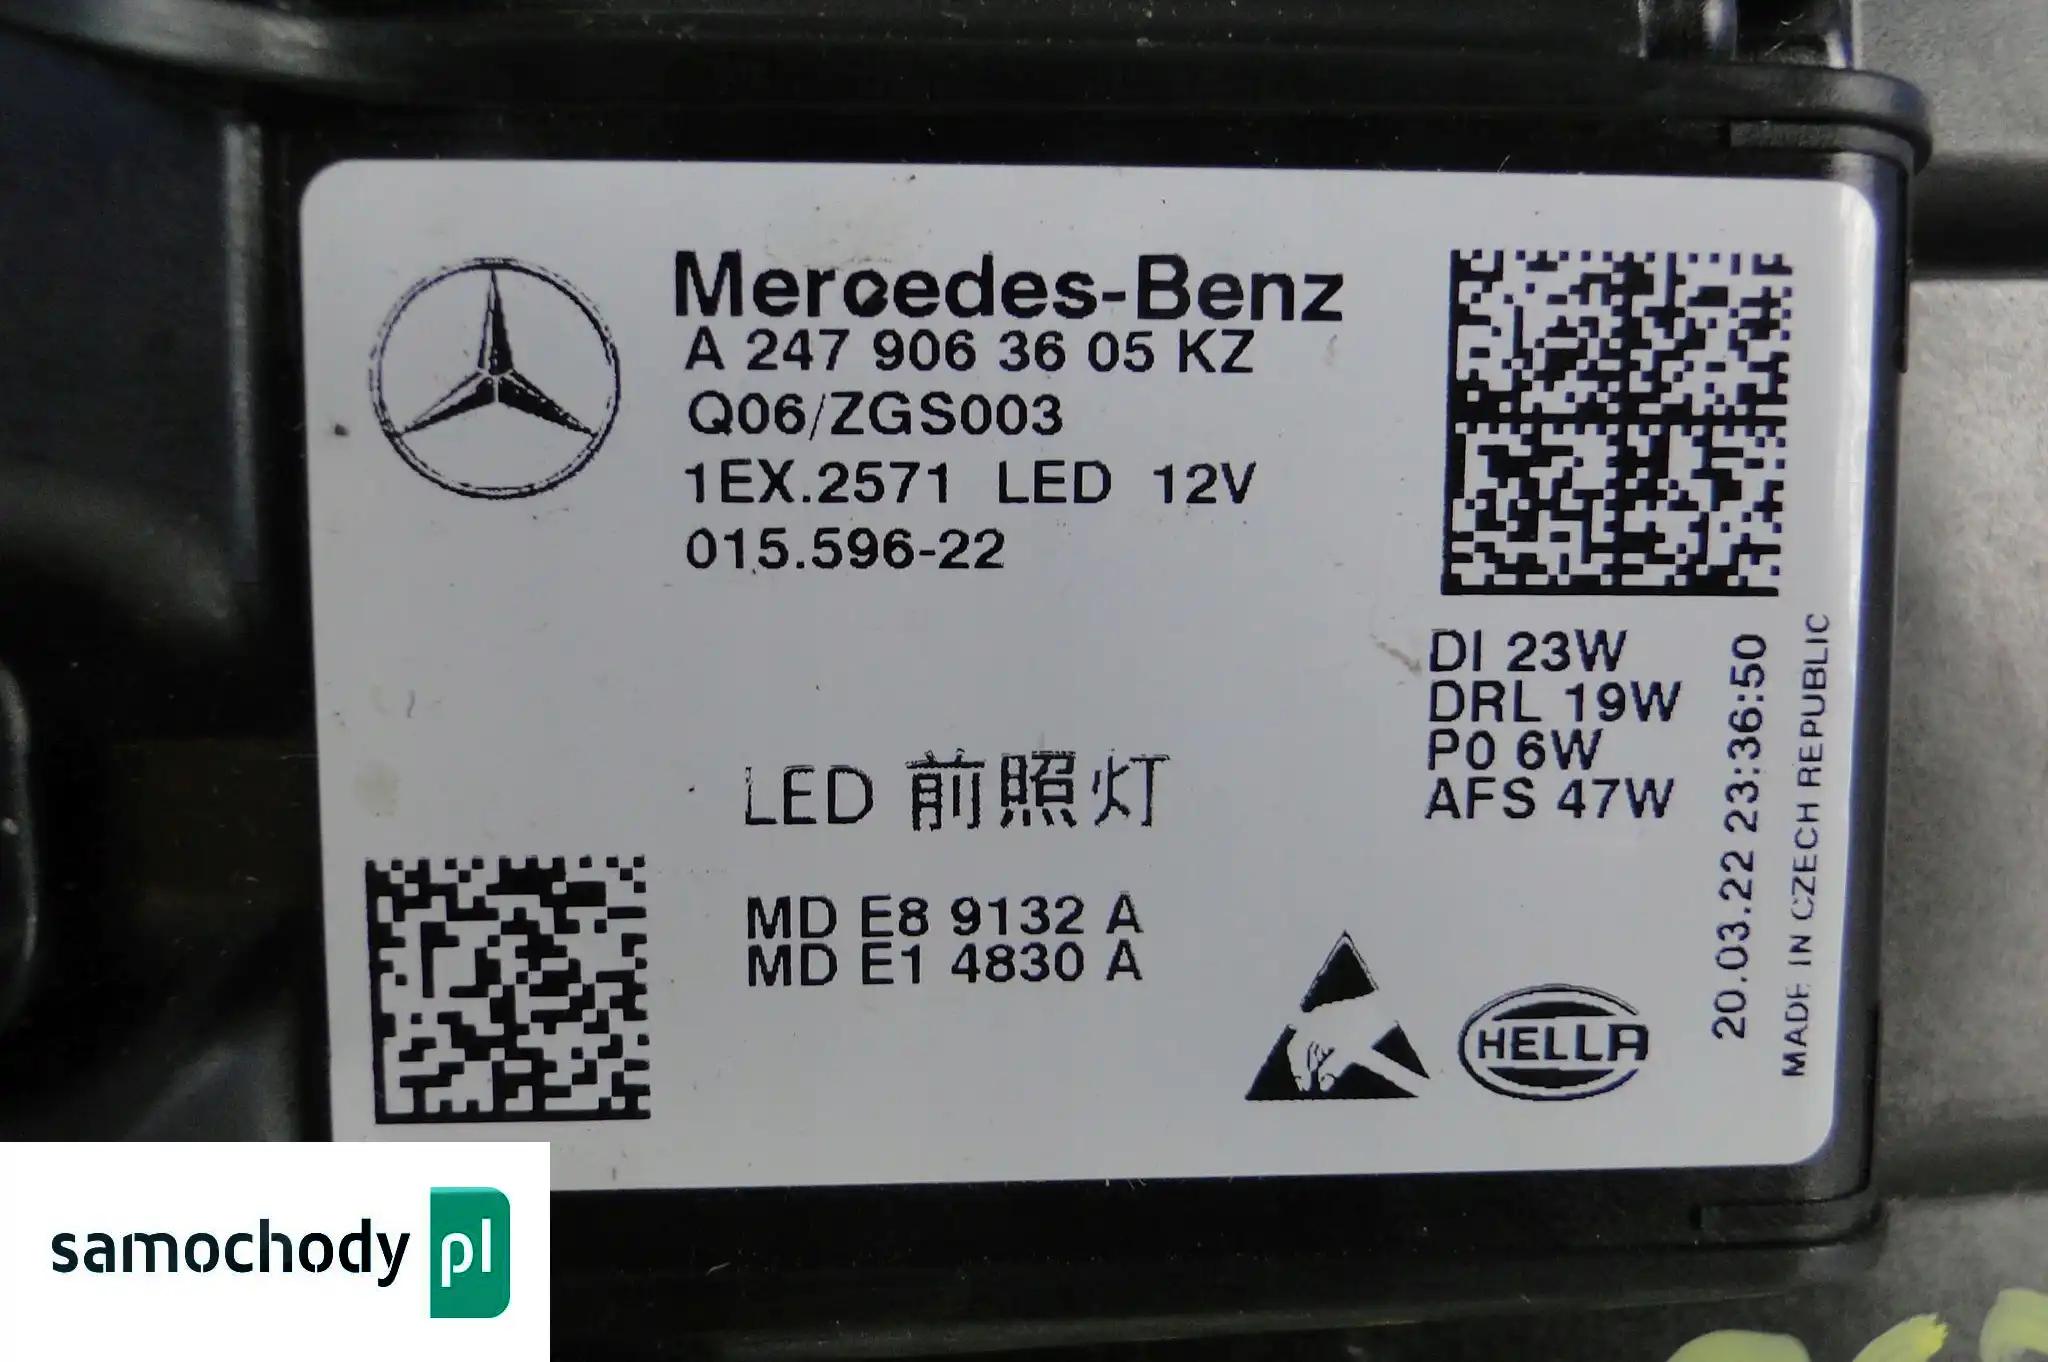 Mercedes-Benz
A 247 906 36 05 KZ
Q06/ZGS003
1EX.2571 LED 12V
015.596-22
DI 23W
DRL 19W
PO 6W
AFS 47W
20.03.22 23:36:50
MADE IN CZECH REPUBLIC
LED 前照灯
MD E8 9132 A
MD E1 4830 A
HELLA
samochody pl